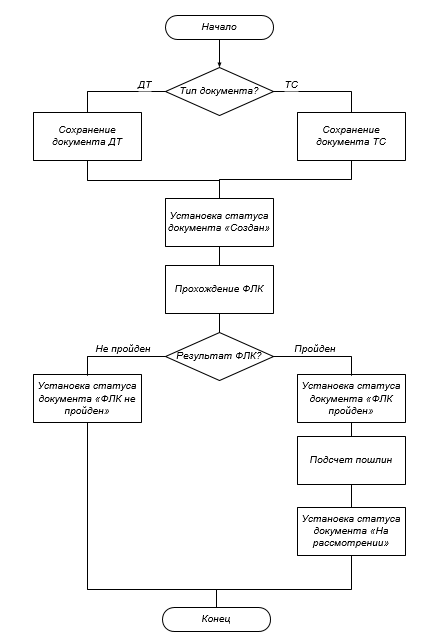 Начало
ДТ
Тип документа?
ТС
Сохранение
документа ДТ
Сохранение
документа ТС
Установка статуса
документа «Создан»
Прохождение ФЛК
Не пройден
Результат ФЛК?
Пройден
Установка статуса
документа «ФЛК не
пройден»
Установка статуса
документа «ФЛК
пройден»
Подсчет пошлин
Установка статуса
документа «На
рассмотрении»
Конец